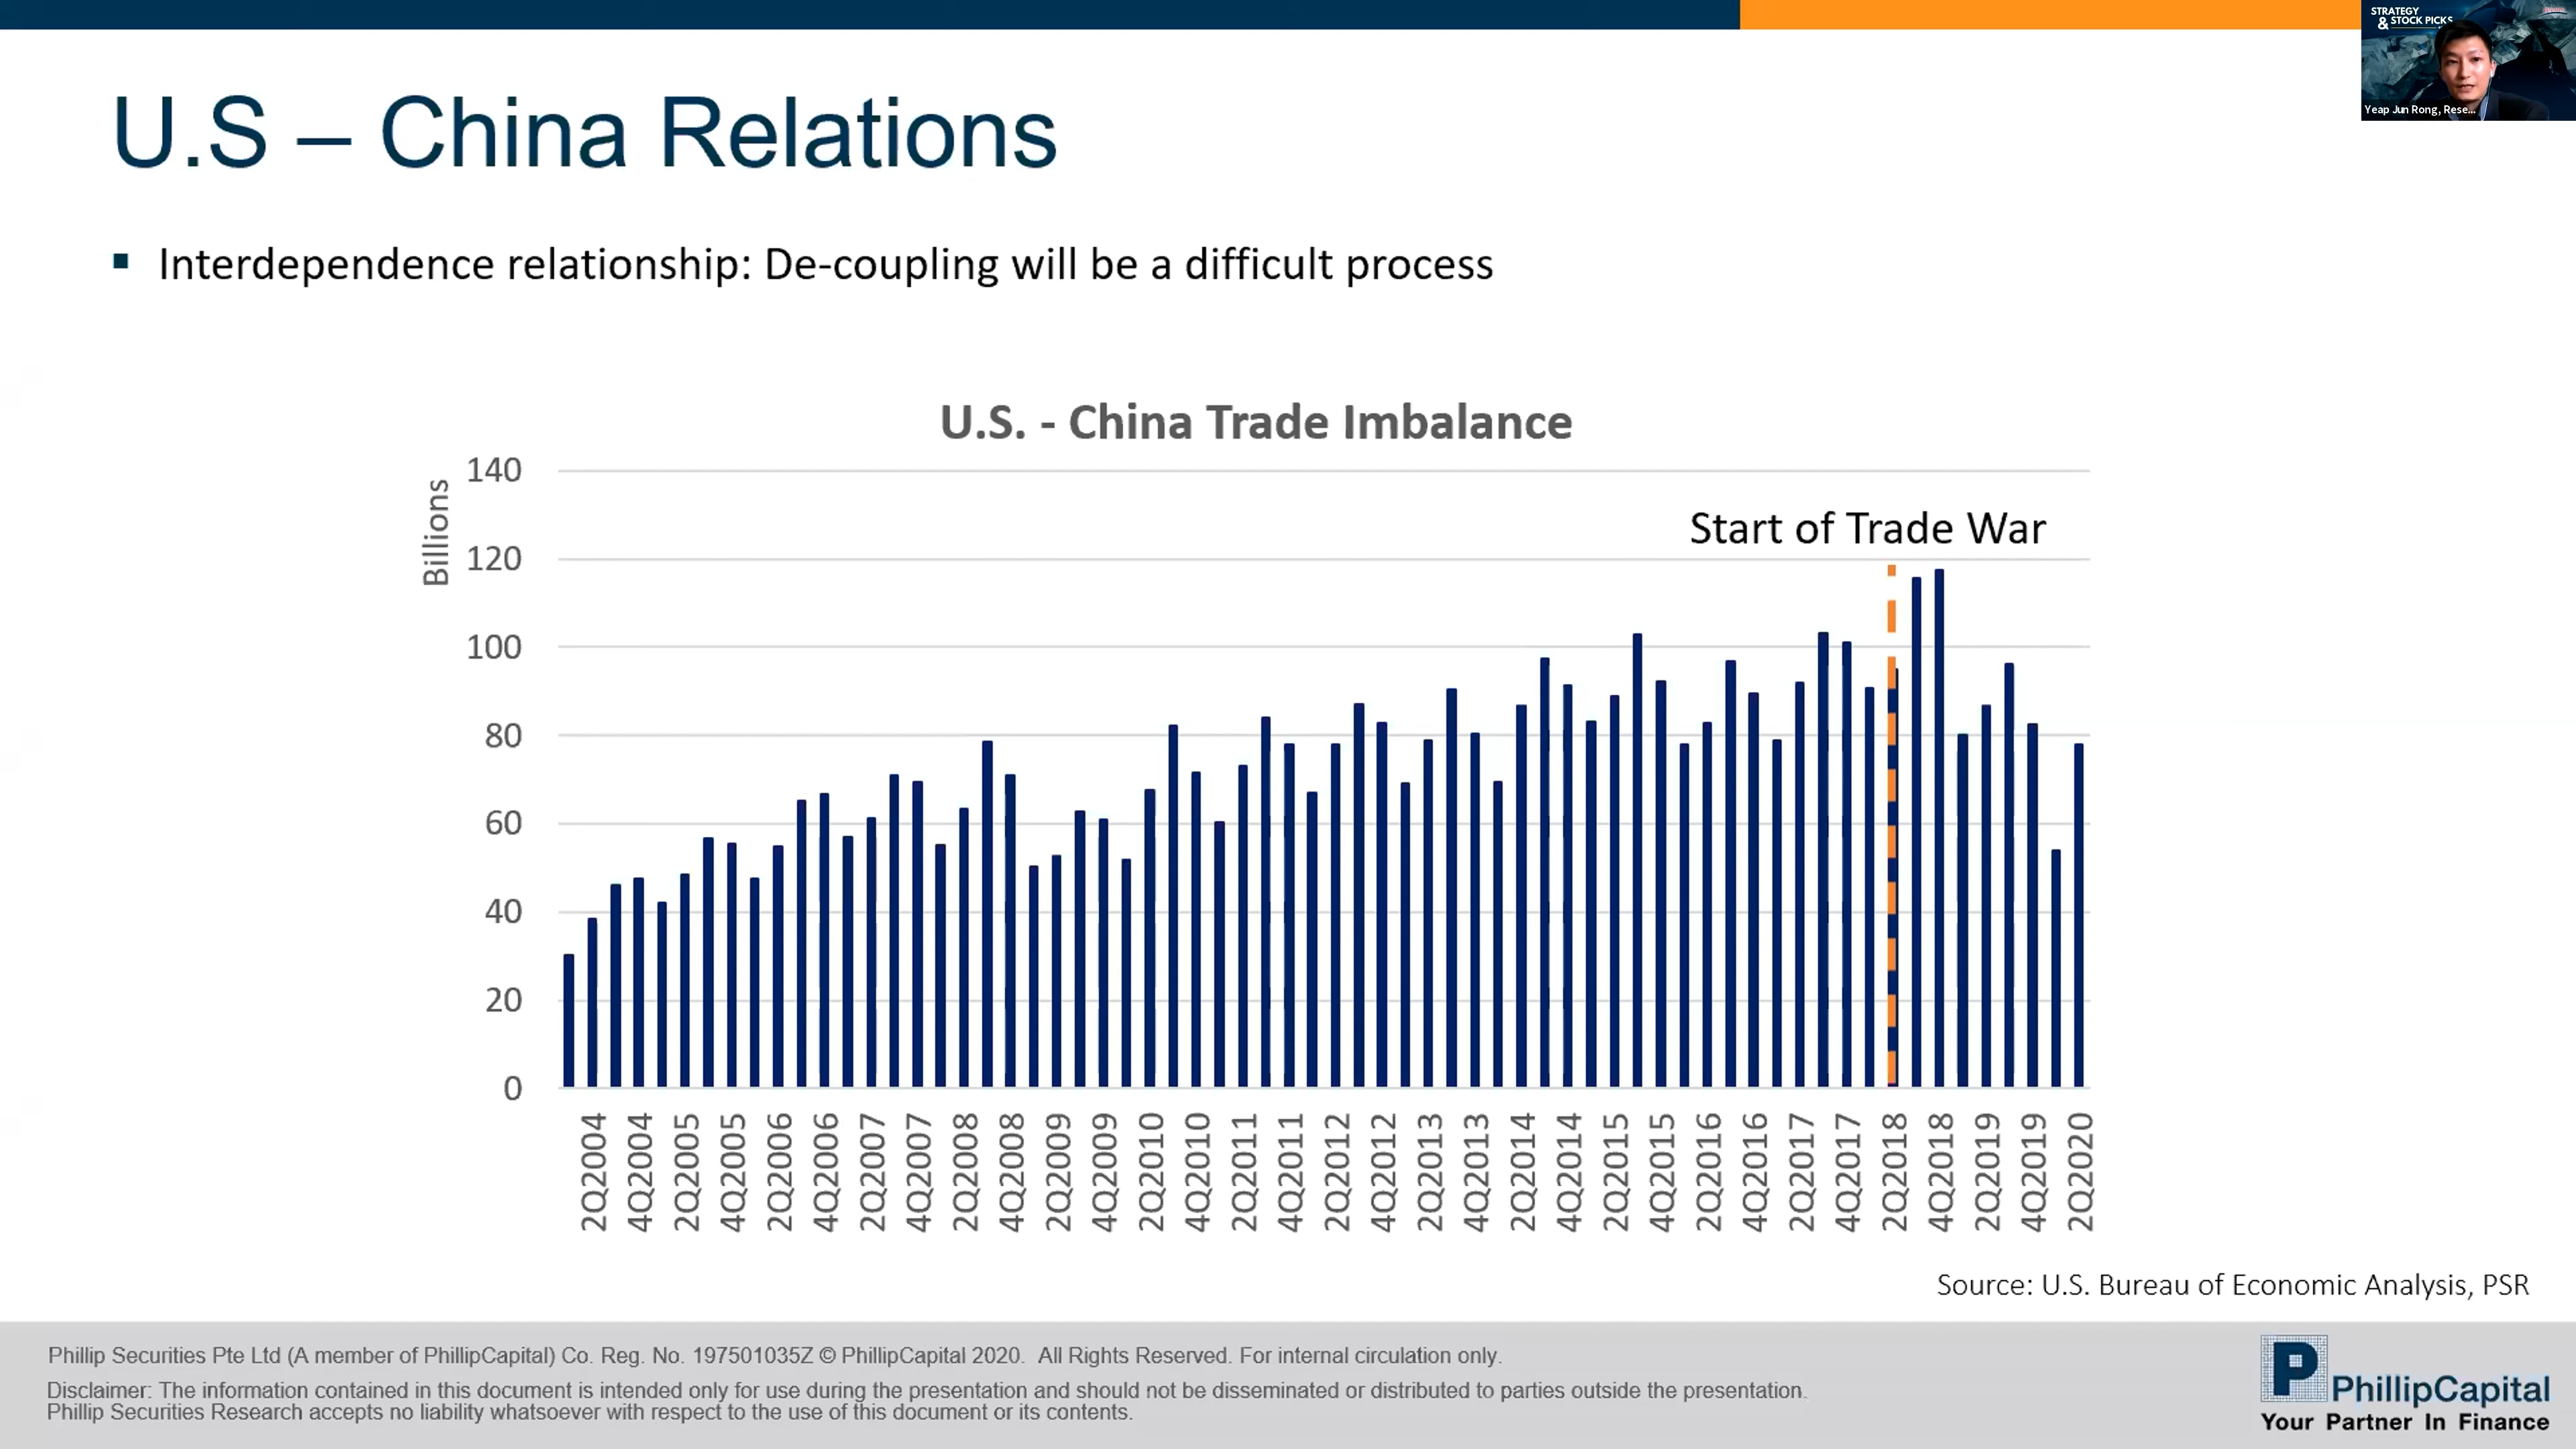 STRATEGY
& STOCK PICKS
Yeap Jun Rong, Rese...
U.S – China Relations
▪ Interdependence relationship: De-coupling will be a difficult process
U.S. - China Trade Imbalance
Billions
140
120
100
80
60
40
20
0
Start of Trade War
2Q2004
4Q2004
2Q2005
4Q2005
2Q2006
4Q2006
2Q2007
4Q2007
2Q2008
4Q2008
2Q2009
4Q2009
2Q2010
4Q2010
2Q2011
4Q2011
2Q2012
4Q2012
2Q2013
4Q2013
2Q2014
4Q2014
2Q2015
4Q2015
2Q2016
4Q2016
2Q2017
4Q2017
2Q2018
4Q2018
2Q2019
4Q2019
2Q2020
Source: U.S. Bureau of Economic Analysis, PSR
Phillip Securities Pte Ltd (A member of PhillipCapital) Co. Reg. No. 197501035Z © PhillipCapital 2020. All Rights Reserved. For internal circulation only.
Disclaimer: The information contained in this document is intended only for use during the presentation and should not be disseminated or distributed to parties outside the presentation.
Phillip Securities Research accepts no liability whatsoever with respect to the use of this document or its contents.
P
PhillipCapital
Your Partner In Finance